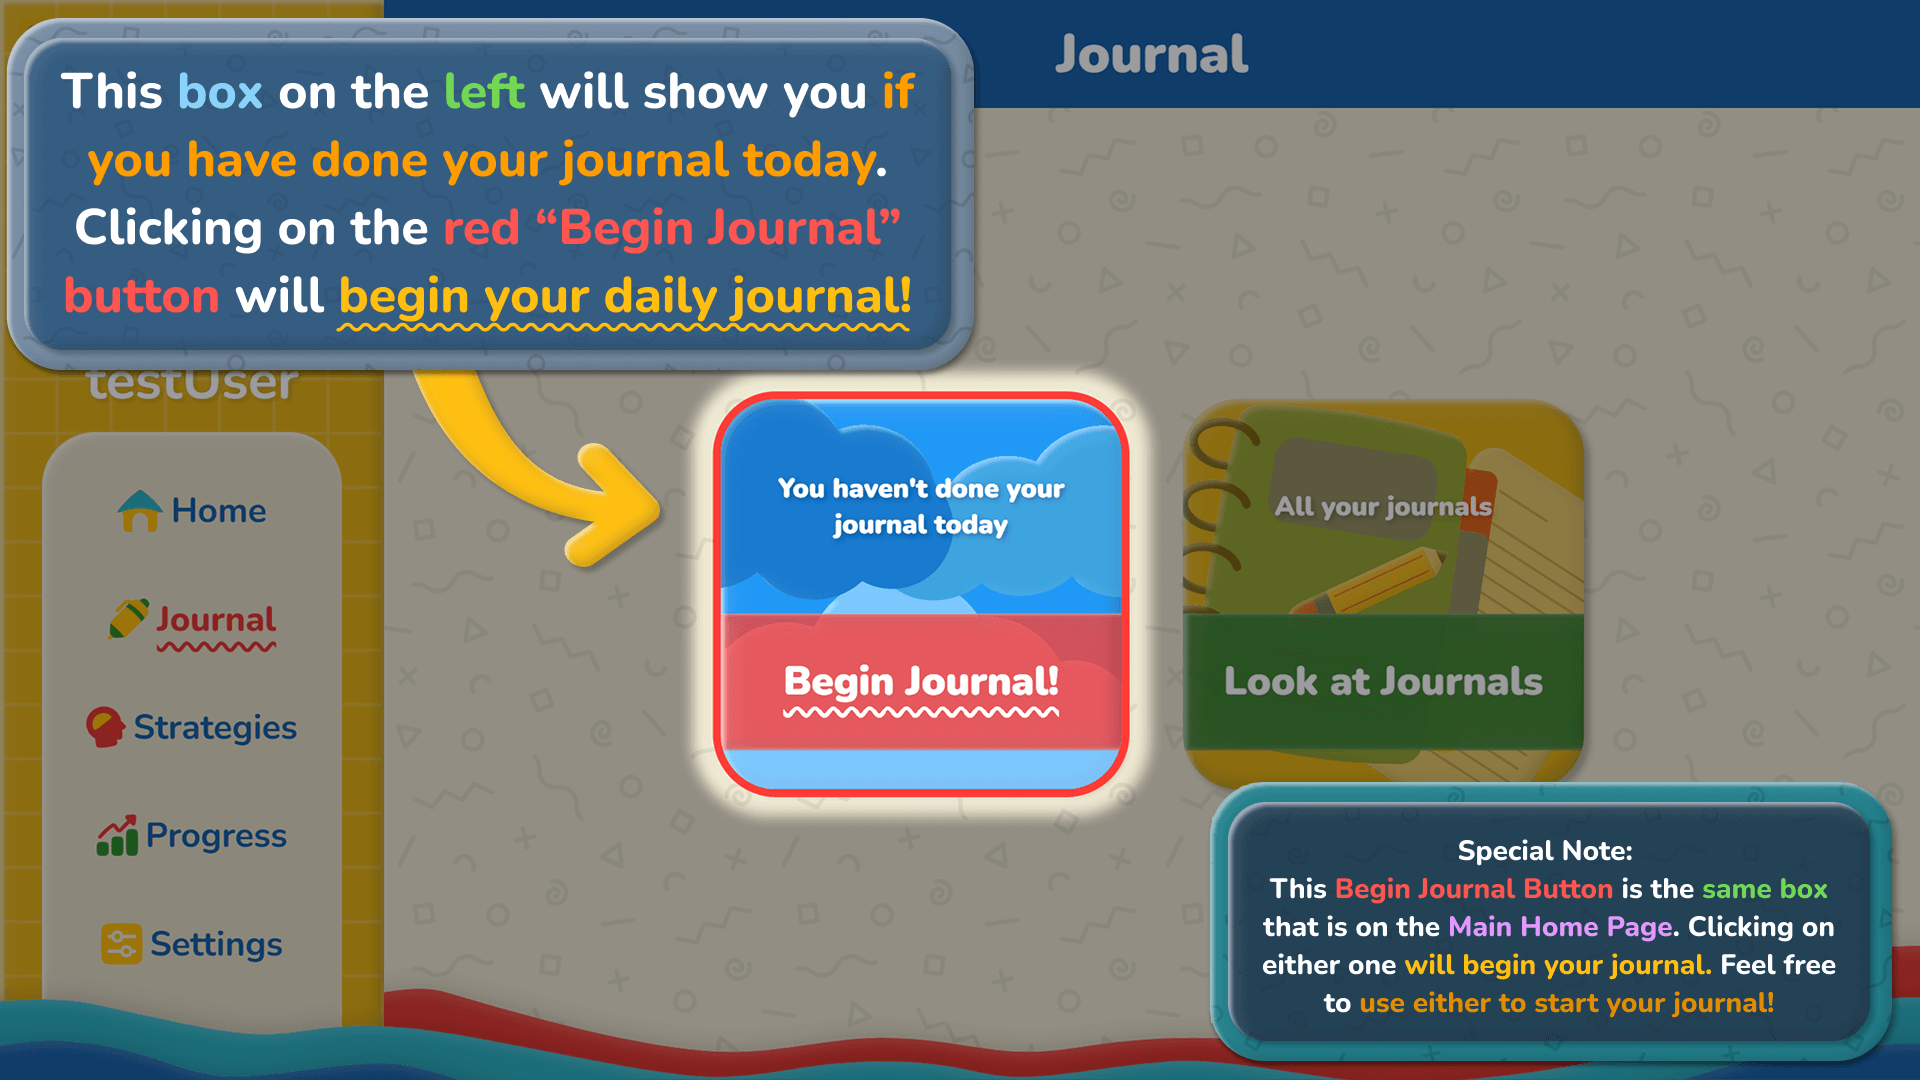 This box on the left will show you if
you have done your journal today.
Clicking on the red “Begin Journal”
button will begin your daily journal!
Journal
testUser
Home
Journal
Strategies
Progress
Settings
You haven't done your
journal today
Begin Journal!
All your journals
Look at Journals
Special Note:
This Begin Journal Button is the same box
that is on the Main Home Page. Clicking on
either one will begin your journal. Feel free
to use either to start your journal!